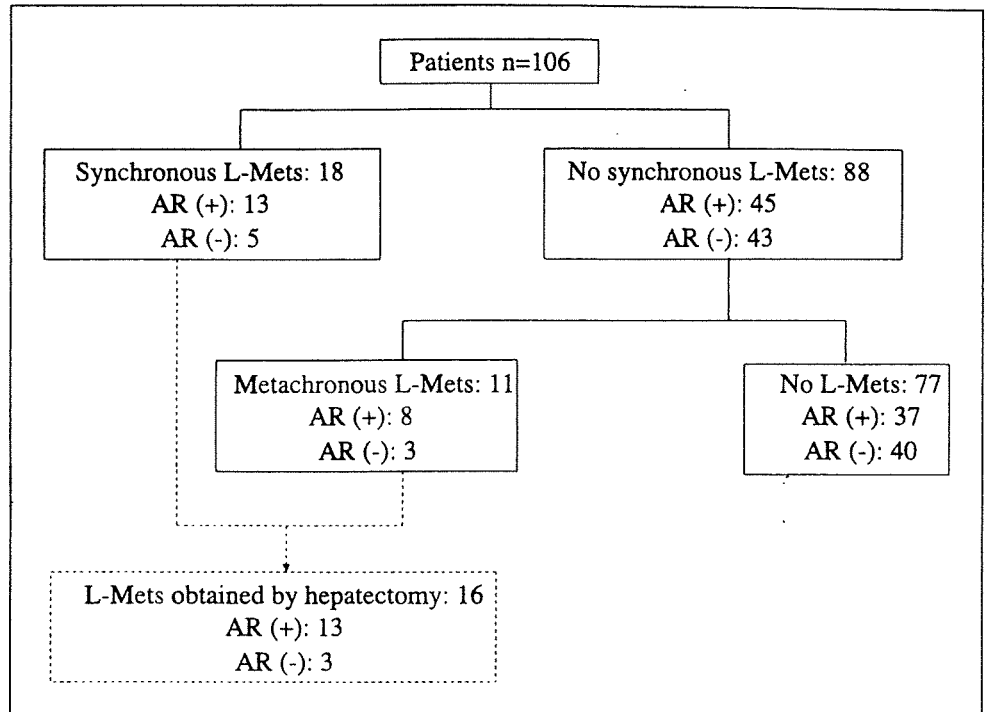 Patients n=106
Synchronous L-Mets: 18
AR (+): 13
AR (-): 5
No synchronous L-Mets: 88
AR (+): 45
AR (-): 43
Metachronous L-Mets: 11
AR (+): 8
AR (-): 3
No L-Mets: 77
AR (+): 37
AR (-): 40
L-Mets obtained by hepatectomy: 16
AR (+): 13
AR (-): 3